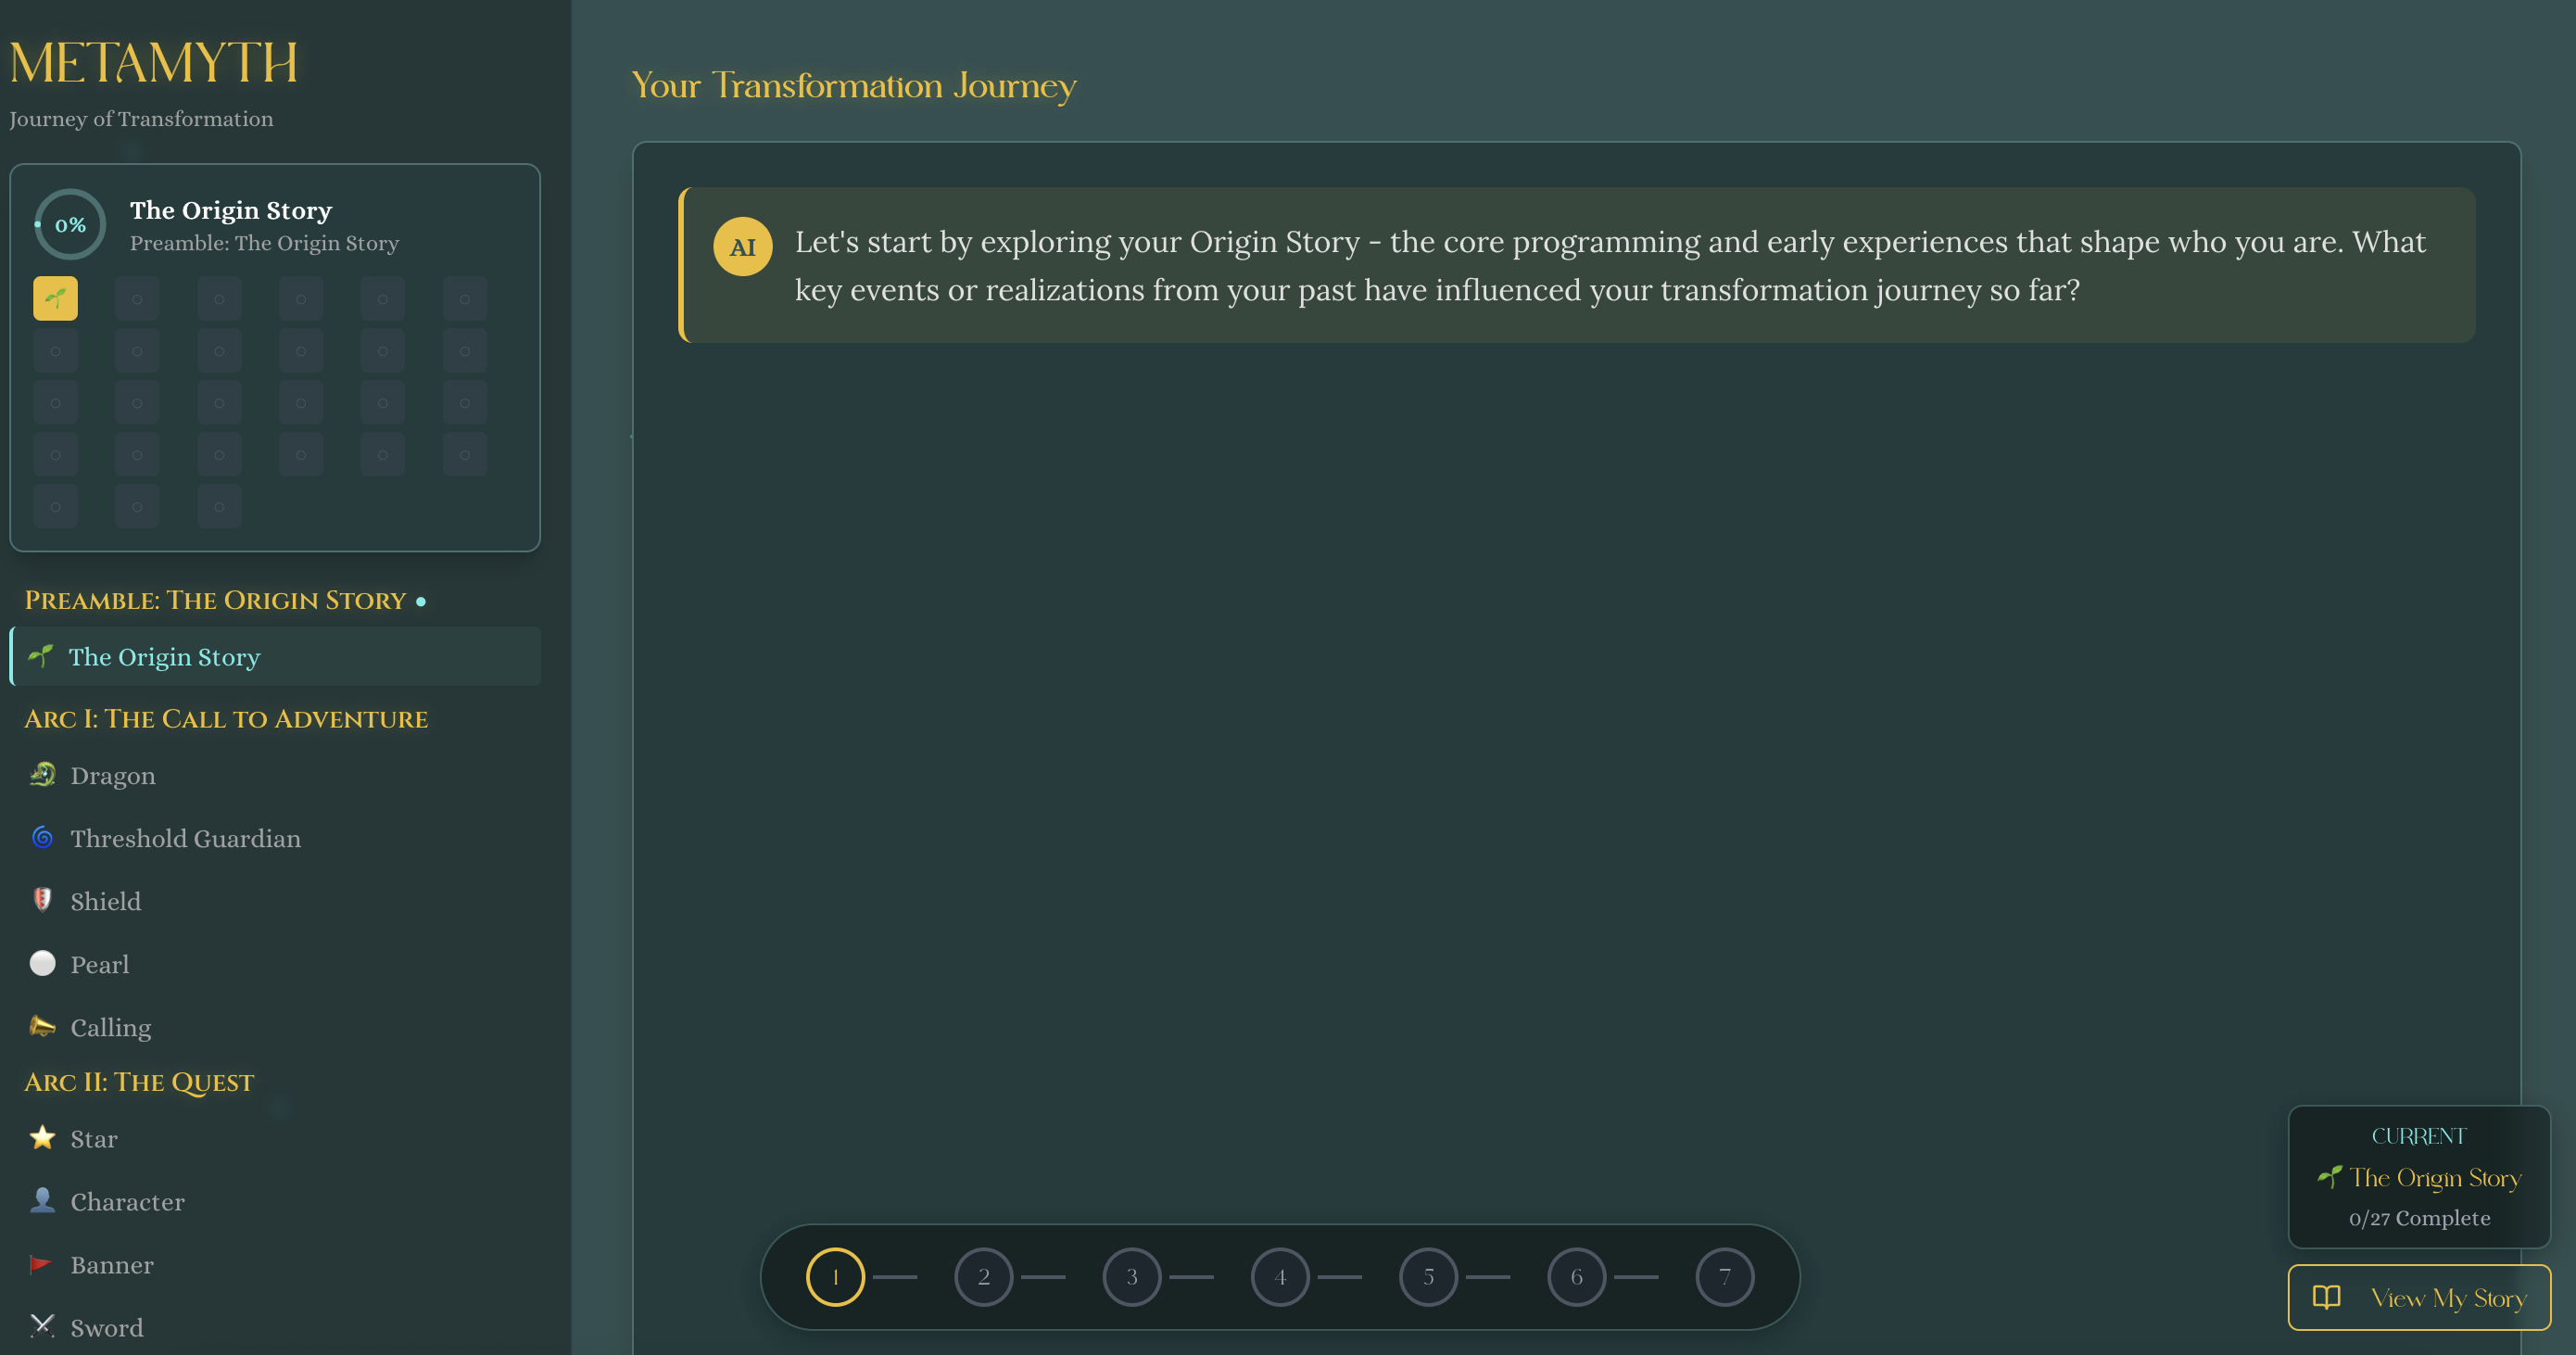 METAMYTH
Journey of Transformation
0%
The Origin Story
Preamble: The Origin Story
Preamble: The Origin Story
The Origin Story
Arc I: The Call to Adventure
Dragon
Threshold Guardian
Shield
Pearl
Calling
Arc II: The Quest
Star
Character
Banner
Sword
Your Transformation Journey
AI
Let's start by exploring your Origin Story - the core programming and early experiences that shape who you are. What
key events or realizations from your past have influenced your transformation journey so far?
1 2 3 4 5 6 7
CURRENT
The Origin Story
0/27 Complete
View My Story